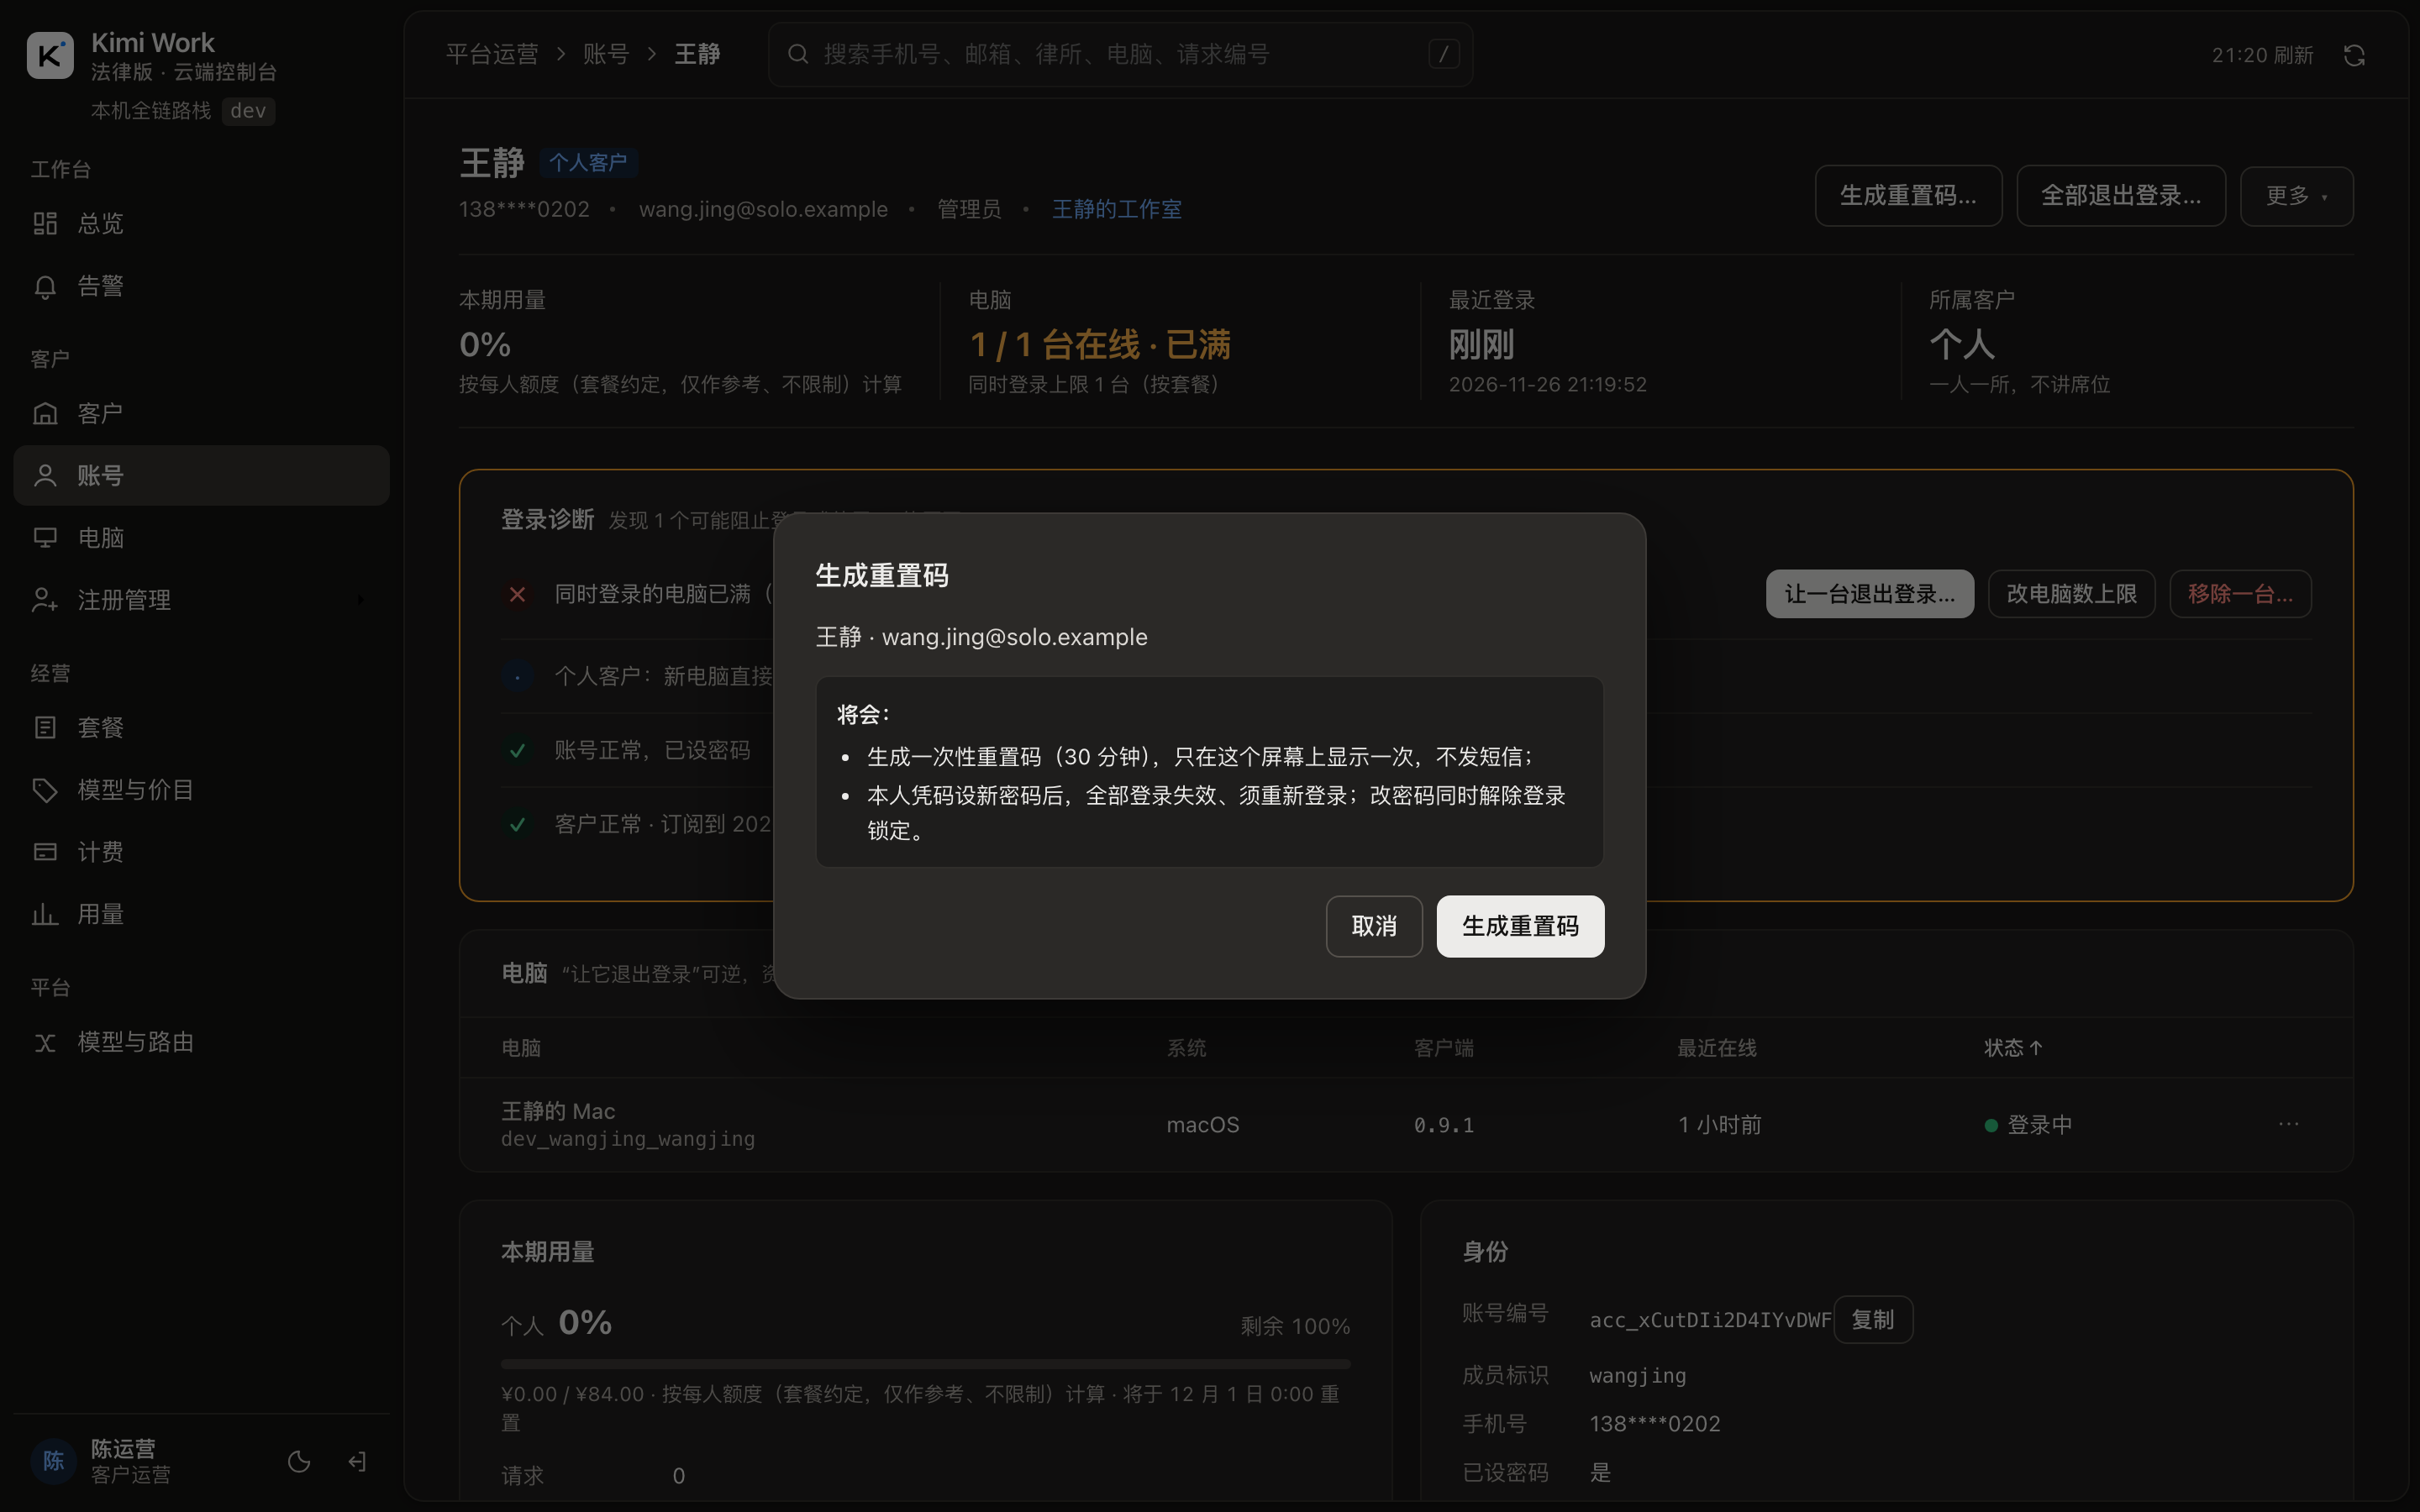 Kimi Work
法律版 · 云端控制台
本机全链路栈 dev
工作台
总览
告警
客户
客户
账号
电脑
注册管理
经营
套餐
模型与价目
计费
用量
平台
模型与路由
陈 陈运营
客户运营
平台运营 > 账号 > 王静
搜索手机号、邮箱、律所、电脑、请求编号 /
21:20 刷新
王静 个人客户
138****0202 • wang.jing@solo.example • 管理员 • 王静的工作室
生成重置码... 全部退出登录... 更多
本期用量
0%
按每人额度（套餐约定，仅作参考、不限制）计算
电脑
1 / 1 台在线 · 已满
同时登录上限 1 台（按套餐）
最近登录
刚刚
2026-11-26 21:19:52
所属客户
个人
一人一所，不讲席位
登录诊断 发现 1 个可能阻止
同时登录的电脑已满（
让一台退出登录... 改电脑数上限 移除一台...
个人客户：新电脑直接
账号正常，已设密码
客户正常 · 订阅到 202
生成重置码
王静 · wang.jing@solo.example
将会：
• 生成一次性重置码（30 分钟），只在这个屏幕上显示一次，不发短信；
• 本人凭码设新密码后，全部登录失效、须重新登录；改密码同时解除登录
锁定。
取消 生成重置码
电脑 “让它退出登录”可逆，
电脑 系统 客户端 最近在线 状态 ↑
王静的 Mac
dev_wangjing_wangjing
macOS 0.9.1 1 小时前 登录中 ...
本期用量
个人 0% 剩余 100%
¥0.00 / ¥84.00 · 按每人额度（套餐约定，仅作参考、不限制）计算 · 将于 12 月 1 日 0:00 重
置
请求 0
身份
账号编号 acc_xCutDIi2D4IYvDWF 复制
成员标识 wangjing
手机号 138****0202
已设密码 是